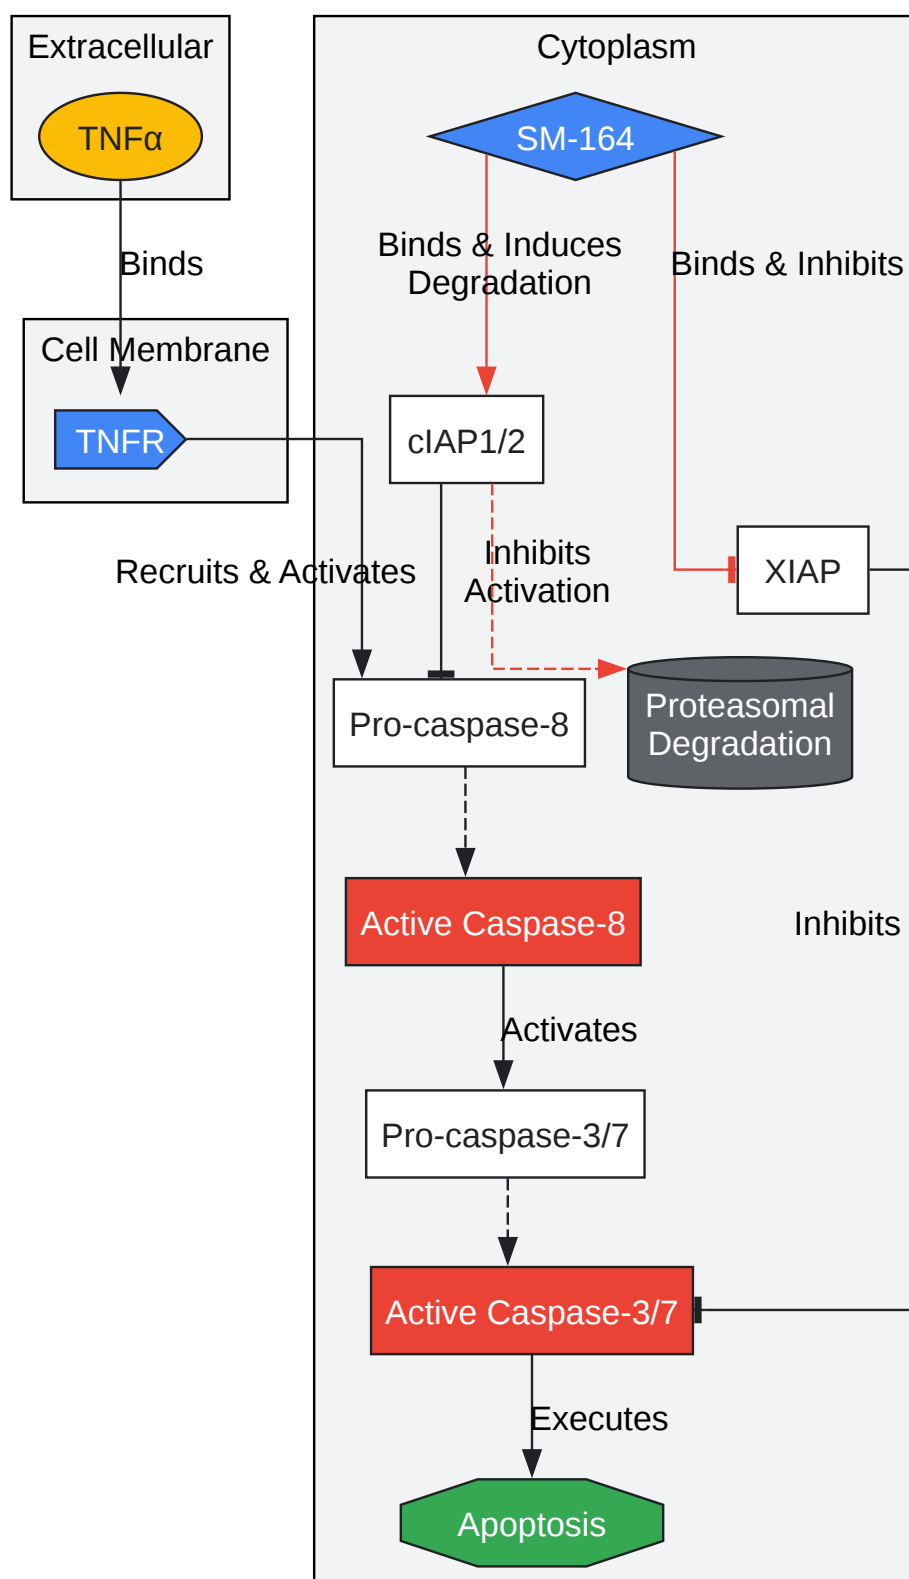 Extracellular
Cytoplasm
TNFα
SM-164
Binds
Binds & Induces
Degradation
Binds & Inhibits
Cell Membrane
TNFR
cIAP1/2
Recruits & Activates
Inhibits
Activation
XIAP
Pro-caspase-8
Proteasomal
Degradation
Active Caspase-8
Inhibits
Activates
Pro-caspase-3/7
Active Caspase-3/7
Executes
Apoptosis